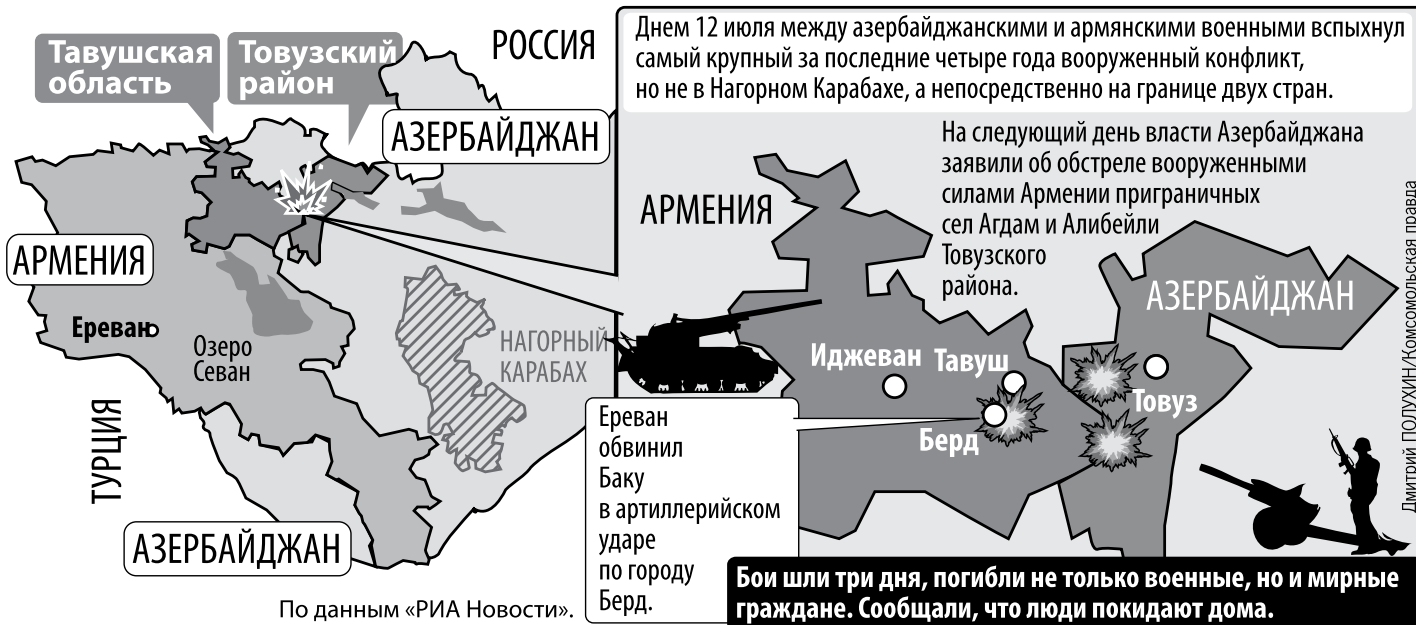 Тавушская
область
Товузский
район
РОССИЯ
АЗЕРБАЙДЖАН
АРМЕНИЯ
Ереван
Озеро
Севан
НАГОРНЫЙ
КАРАБАХ
ТУРЦИЯ
АЗЕРБАЙДЖАН
По данным «РИА Новости».
Днем 12 июля между азербайджанскими и армянскими военными вспыхнул
самый крупный за последние четыре года вооруженный конфликт,
но не в Нагорном Карабахе, а непосредственно на границе двух стран.
На следующий день власти Азербайджана
заявили об обстреле вооруженными
силами Армении приграничных
сел Агдам и Алибейли
Товузского
района.
АРМЕНИЯ
АЗЕРБАЙДЖАН
Иджеван
Тавуш
Товуз
Берд
Ереван
обвинил
Баку
в артиллерийском
ударе
по городу
Берд.
Бои шли три дня, погибли не только военные, но и мирные
граждане. Сообщали, что люди покидают дома.
Дмитрий ПОЛУХИН/Комсомольская правда